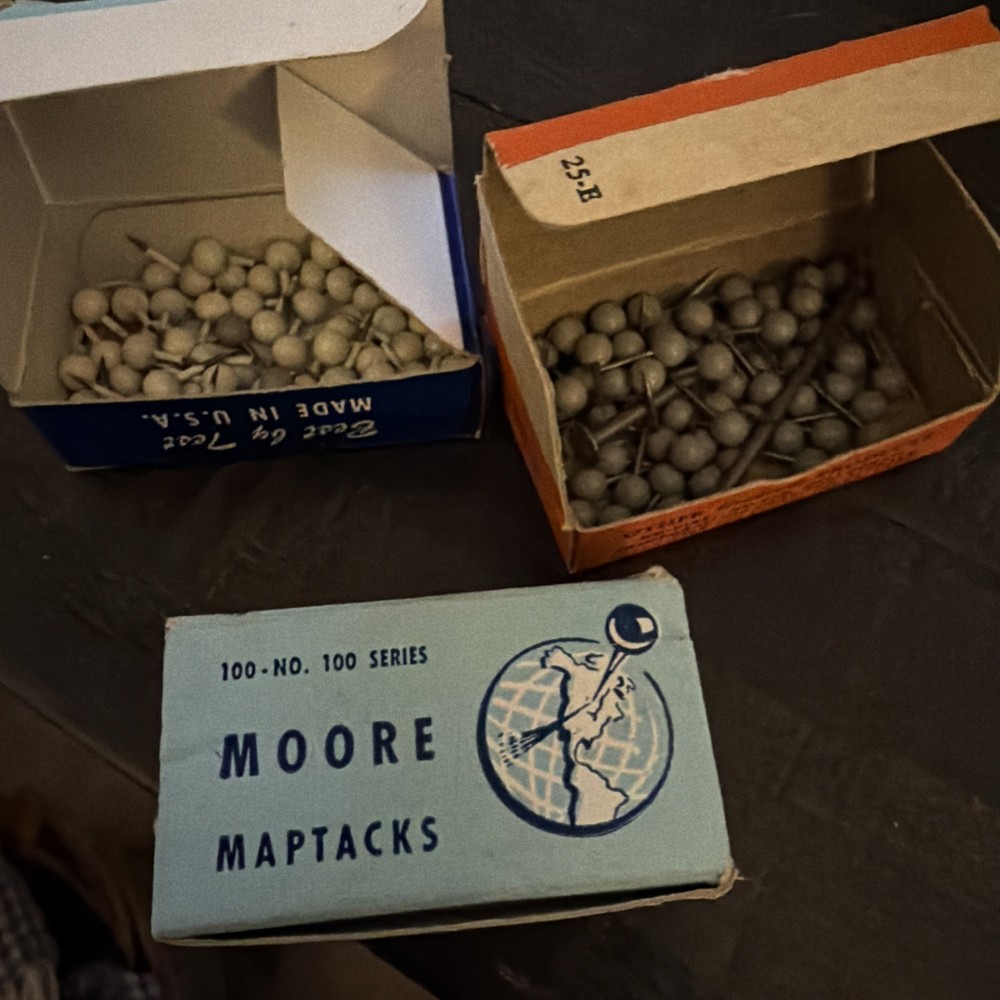 Best by Test
MADE IN U.S.A.
25-E
100-NO. 100 SERIES
MOORE
MAPTACKS